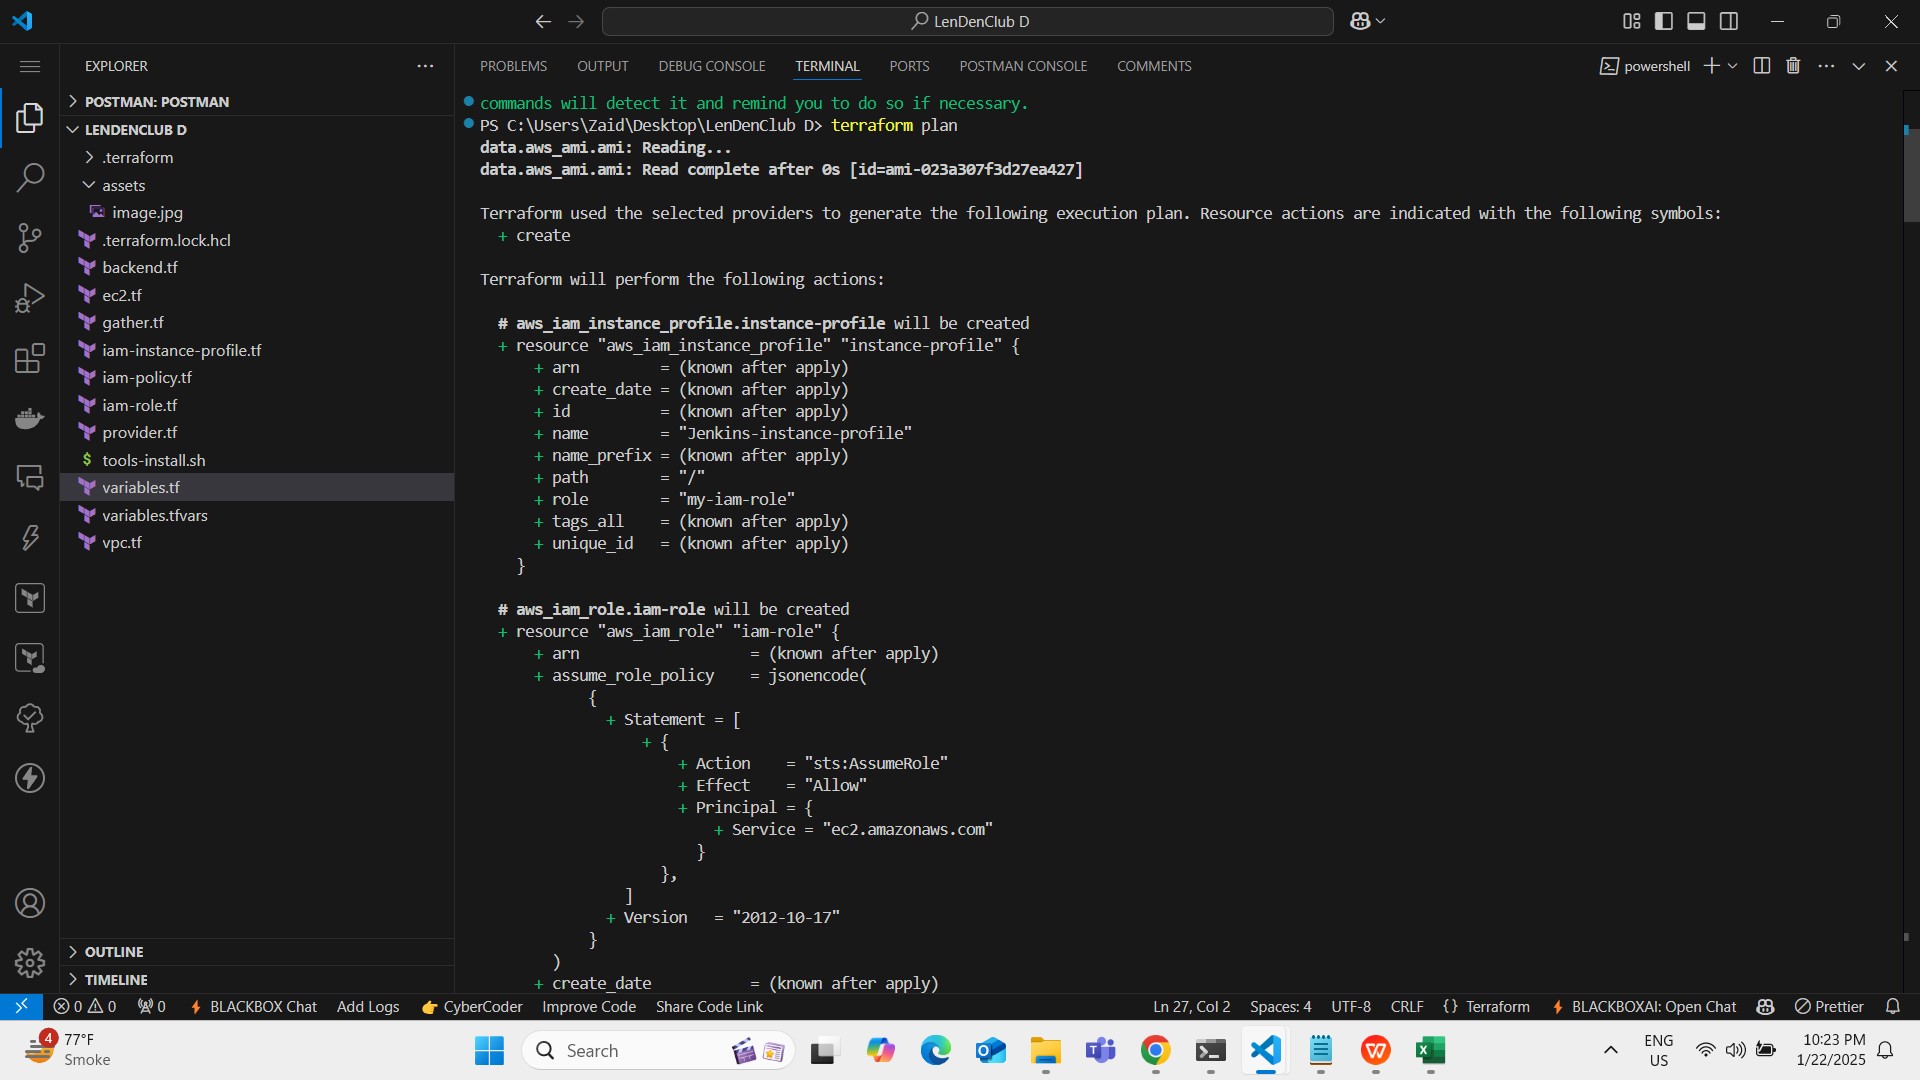 LenDenClub D
EXPLORER
POSTMAN: POSTMAN
LENDENCLUB D
.terraform
assets
image.jpg
.terraform.lock.hcl
backend.tf
ec2.tf
gather.tf
iam-instance-profile.tf
iam-policy.tf
iam-role.tf
provider.tf
$ tools-install.sh
variables.tf
variables.tfvars
vpc.tf
OUTLINE
TIMELINE
PROBLEMS OUTPUT DEBUG CONSOLE TERMINAL PORTS POSTMAN CONSOLE COMMENTS
powershell
commands will detect it and remind you to do so if necessary.
PS C:\Users\Zaid\Desktop\LenDenClub D> terraform plan
data.aws_ami.ami: Reading...
data.aws_ami.ami: Read complete after 0s [id=ami-023a307f3d27ea427]
Terraform used the selected providers to generate the following execution plan. Resource actions are indicated with the following symbols:
+ create
Terraform will perform the following actions:
# aws_iam_instance_profile.instance-profile will be created
+ resource "aws_iam_instance_profile" "instance-profile" {
+ arn = (known after apply)
+ create_date = (known after apply)
+ id = (known after apply)
+ name = "Jenkins-instance-profile"
+ name_prefix = (known after apply)
+ path = "/"
+ role = "my-iam-role"
+ tags_all = (known after apply)
+ unique_id = (known after apply)
}
# aws_iam_role.iam-role will be created
+ resource "aws_iam_role" "iam-role" {
+ arn = (known after apply)
+ assume_role_policy = jsonencode(
{
+ Statement = [
+ {
+ Action = "sts:AssumeRole"
+ Effect = "Allow"
+ Principal = {
+ Service = "ec2.amazonaws.com"
}
},
]
+ Version = "2012-10-17"
}
)
+ create_date = (known after apply)
0 0 0 BLACKBOX Chat Add Logs CyberCoder Improve Code Share Code Link Ln 27, Col 2 Spaces: 4 UTF-8 CRLF {} Terraform BLACKBOXAI: Open Chat Prettier
4 77°F
Smoke
Search
ENG
US
10:23 PM
1/22/2025